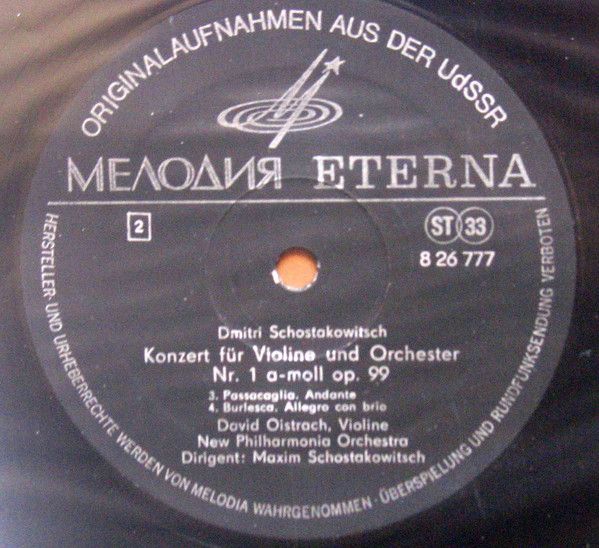 ORIGINALAUFNAHMEN AUS DER UdSSR
МЕЛОДИЯ ETERNA
2
ST 33
8 26 777
Dmitri Schostakowitsch
Konzert für Violine und Orchester
Nr. 1 a-moll op. 99
3. Passacaglia. Andante
4. Burlesca. Allegro con brio
David Oistrach, Violine
New Philharmonia Orchestra
Dirigent: Maxim Schostakowitsch
HERSTELLER- UND URHEBERRECHTE WERDEN VON MELODIA WAHRGENOMMEN · ÜBERSPIELUNG UND RUNDFUNKSENDUNG VERBOTEN